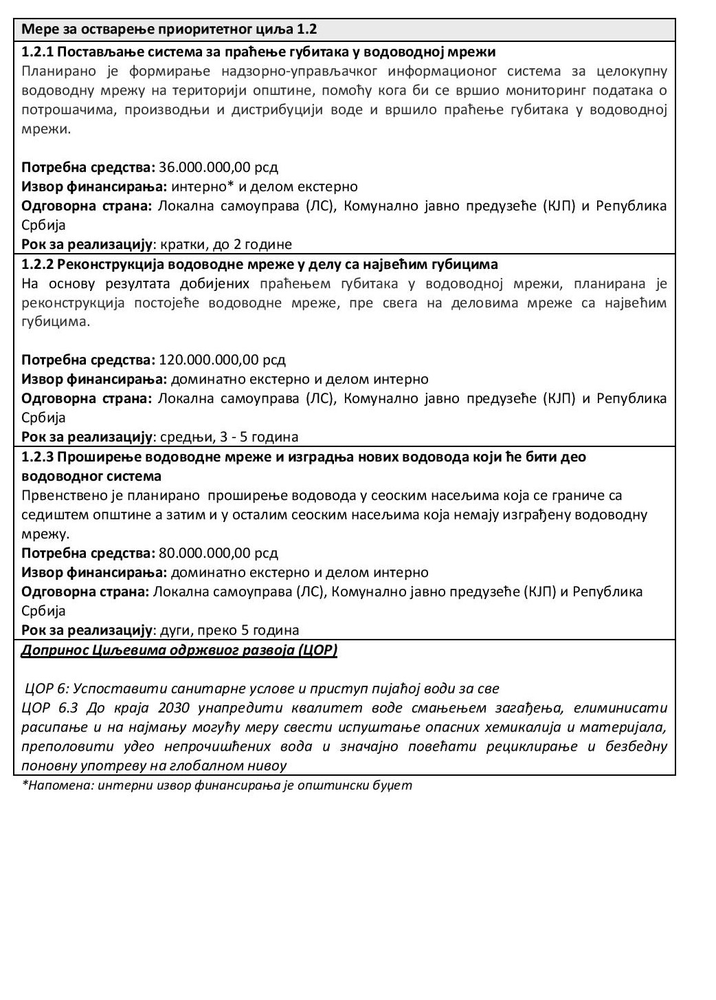 Мере за остварење приоритетног циља 1.2
1.2.1 Постављање система за праћење губитака у водоводној мрежи
Планирано је формирање надзорно-управљачког информационог система за целокупну
водоводну мрежу на територији општине, помоћу кога би се вршио мониторинг података о
потрошачима, производњи и дистрибуцији воде и вршило праћење губитака у водоводној
мрежи.
Потребна средства: 36.000.000,00 рсд
Извор финансирања: интерно* и делом екстерно
Одговорна страна: Локална самоуправа (ЛС), Комунално јавно предузеће (КЈП) и Република
Србија
Рок за реализацију: кратки, до 2 године
1.2.2 Реконструкција водоводне мреже у делу са највећим губицима
На основу резултата добијених праћењем губитака у водоводној мрежи, планирана је
реконструкција постојеће водоводне мреже, пре свега на деловима мреже са највећим
губицима.
Потребна средства: 120.000.000,00 рсд
Извор финансирања: доминатно екстерно и делом интерно
Одговорна страна: Локална самоуправа (ЛС), Комунално јавно предузеће (КЈП) и Република
Србија
Рок за реализацију: средњи, 3 - 5 година
1.2.3 Проширење водоводне мреже и изградња нових водовода који ће бити део
водоводног система
Првенствено је планирано  проширење водовода у сеоским насељима која се граниче са
седиштем општине а затим и у осталим сеоским насељима која немају изграђену водоводну
мрежу.
Потребна средства: 80.000.000,00 рсд
Извор финансирања: доминатно екстерно и делом интерно
Одговорна страна: Локална самоуправа (ЛС), Комунално јавно предузеће (КЈП) и Република
Србија
Рок за реализацију: дуги, преко 5 година
Допринос Циљевима одрживог развоја (ЦОР)
ЦОР 6: Успоставити санитарне услове и приступ пијаћој води за све
ЦОР 6.3 До краја 2030 унапредити квалитет воде смањењем загађења, елиминисати
расипање и на најмању могућу меру свести испуштање опасних хемикалија и материјала,
преполовити удео непрочишћених вода и значајно повећати рециклирање и безбедну
поновну употреву на глобалном нивоу
*Напомена: интерни извор финансирања је општински буџет